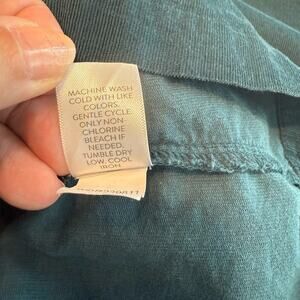 MACHINE WASH
COLD WITH LIKE
COLORS.
GENTLE CYCLE.
ONLY NON-
CHLORINE
BLEACH IF
NEEDED.
TUMBLE DRY
LOW, COOL
IRON